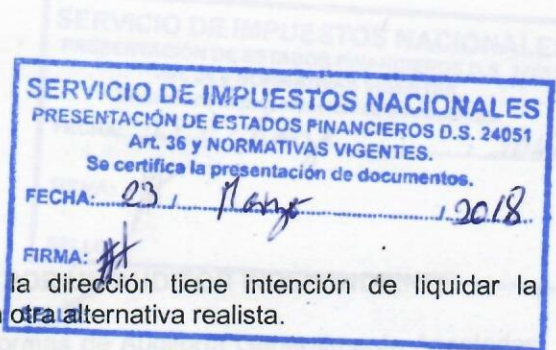 SERVICIO DE IMPUESTOS NACIONALES
PRESENTACIÓN DE ESTADOS FINANCIEROS D.S. 24051
Art. 36 y NORMATIVAS VIGENTES.
Se certifica la presentación de documentos.
FECHA: 23 / Marzo / 2018
FIRMA:
la dirección tiene intención de liquidar la
otra alternativa realista.